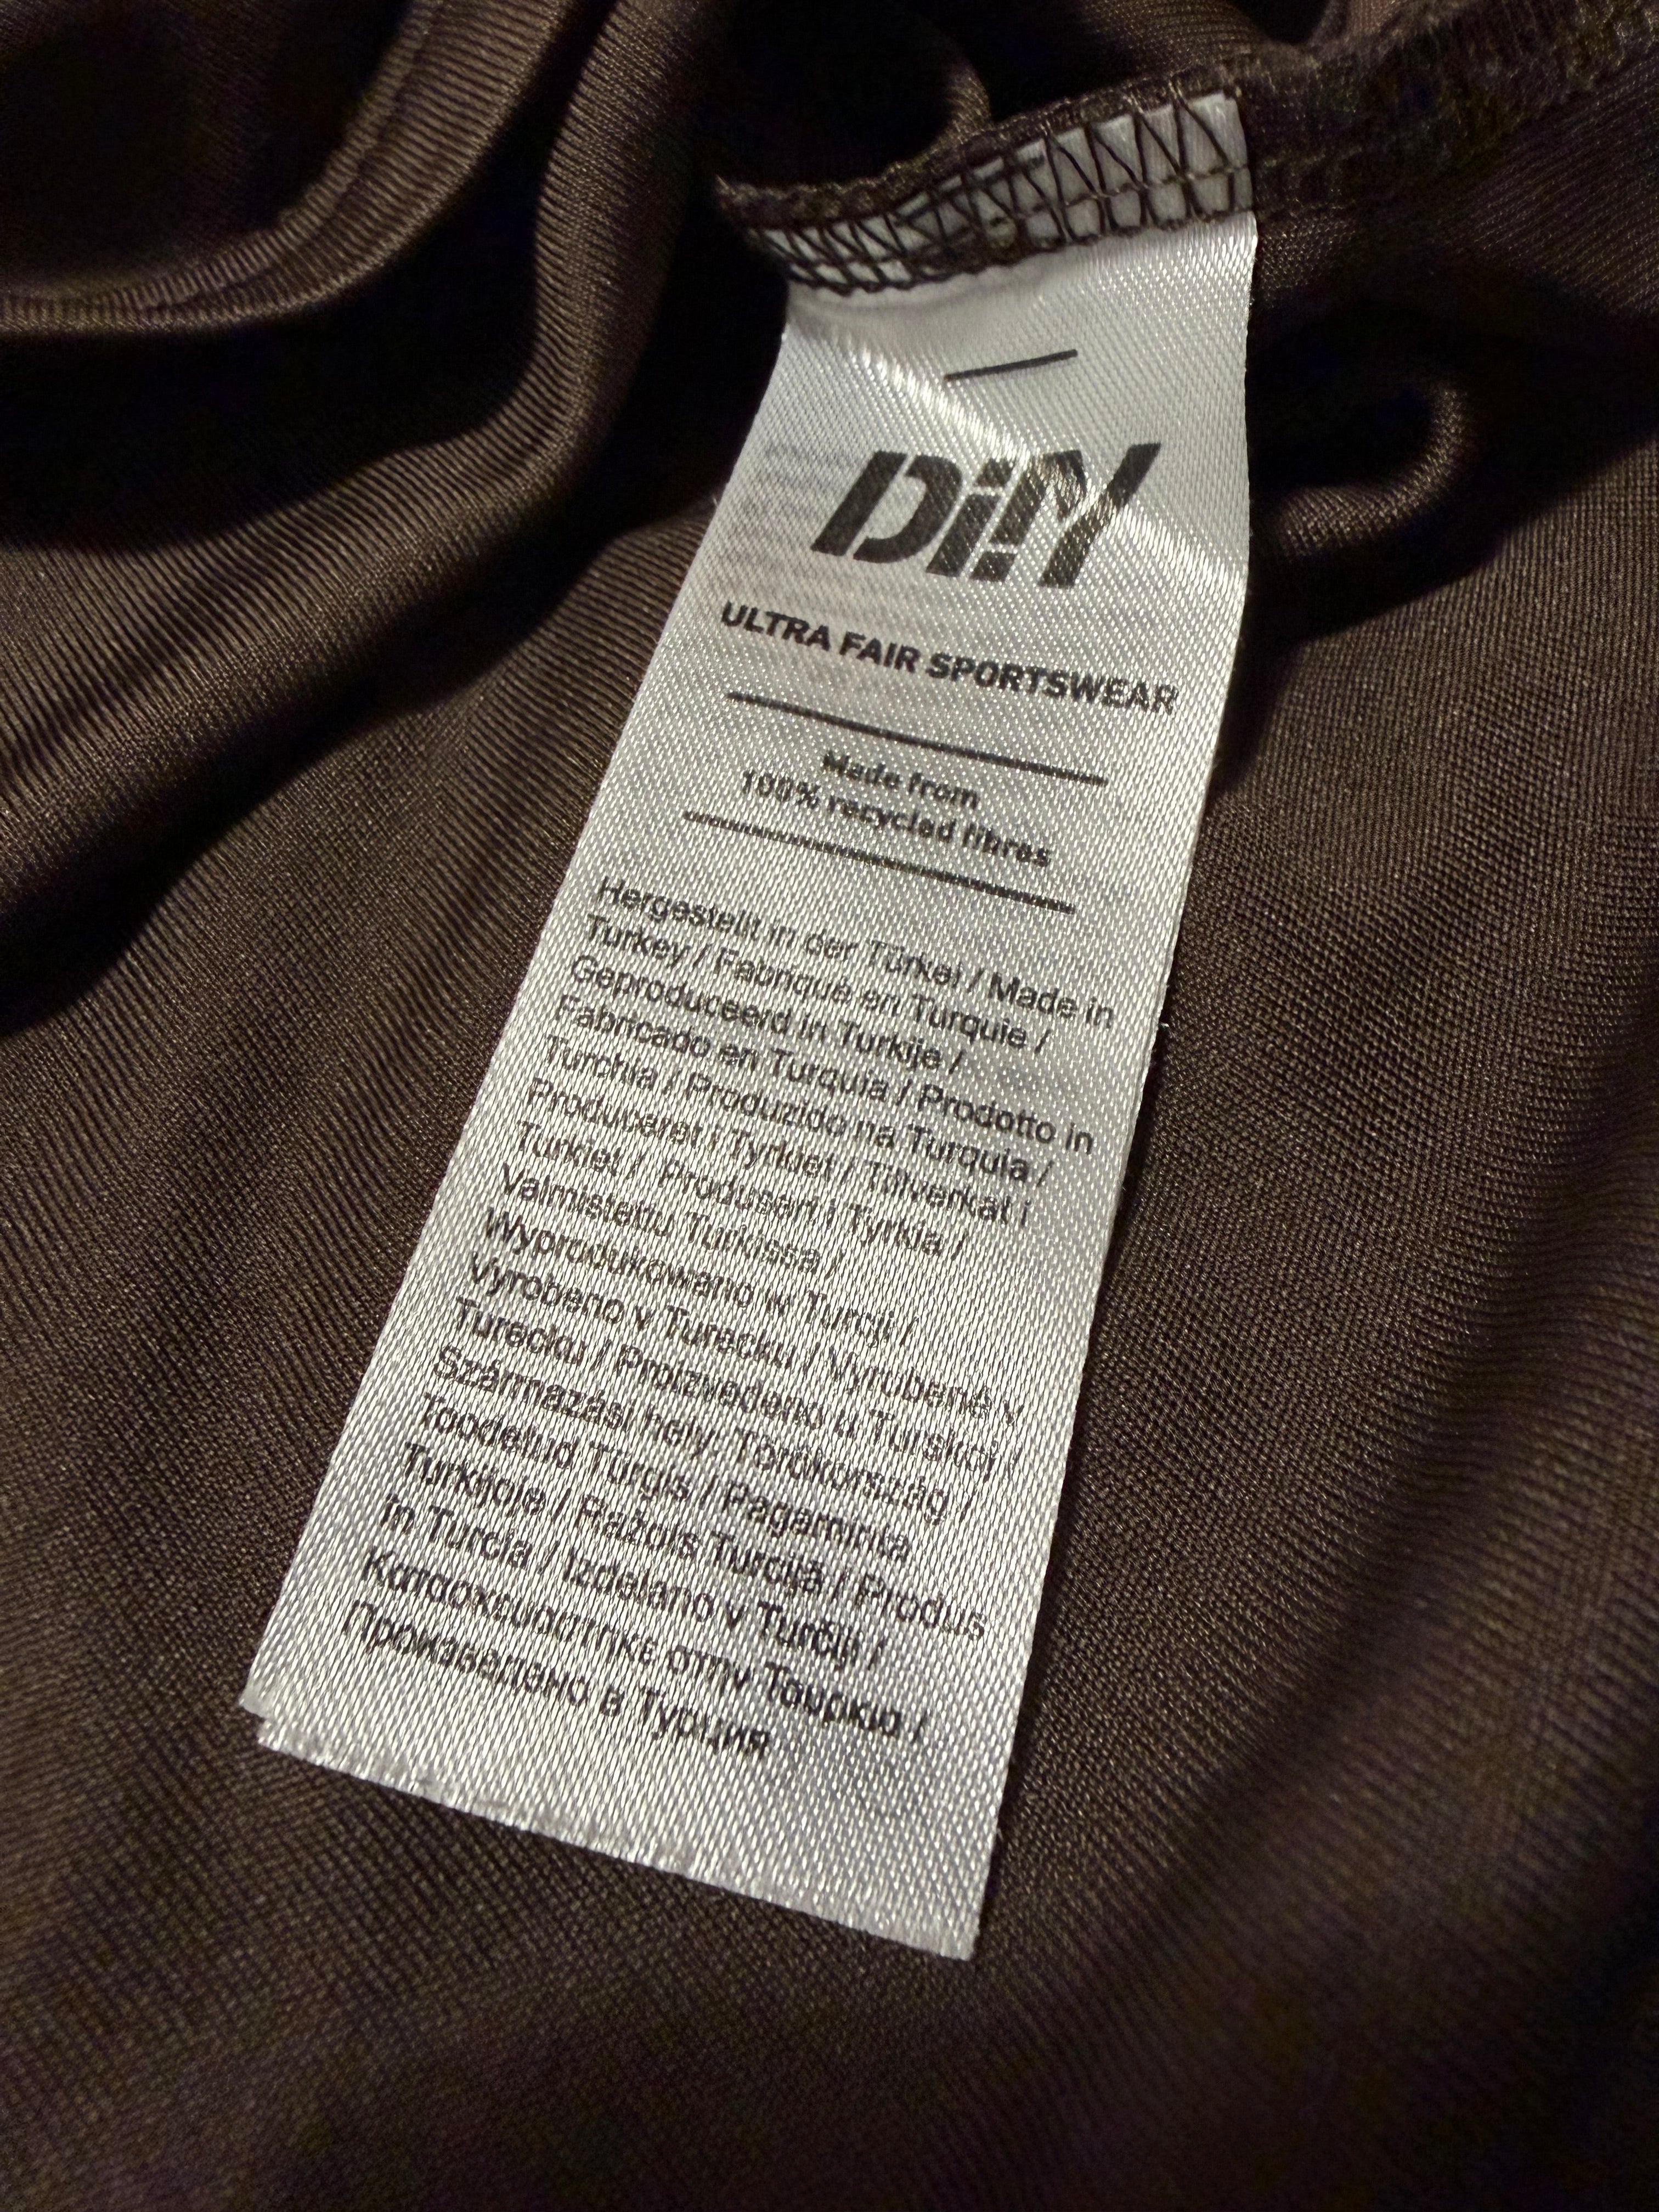 DiY
ULTRA FAIR SPORTSWEAR
Made from
100% recycled fibres
Hergestellt in der Türkei / Made in
Turkey / Fabriqué en Turquie /
Geproduceerd in Turkije /
Fabricado en Turquía / Prodotto in
Turchia / Produzido na Turquia /
Produceret i Tyrkiet / Tillverkat i
Turkiet / Produsert i Tyrkia /
Valmistettu Turkissa /
Wyprodukowano w Turcji /
Vyrobeno v Turecku / Vyrobené v
Turecku / Proizvedeno u Turskoj /
Származási hely: Törökország /
Toodetud Türgis / Pagaminta
Turkijoje / Ražots Turcijā / Produs
în Turcia / Izdelano v Turčiji /
Κατασκευάστηκε στην Τουρκία /
Произведено в Турция